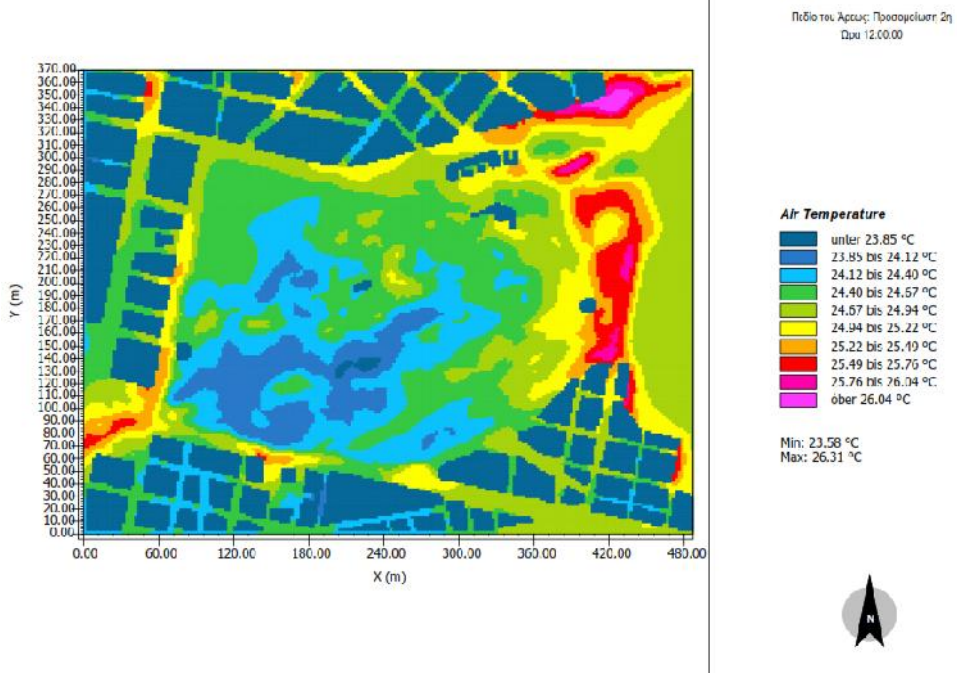 Πεδίο του Άρεως: Προσομοίωση 2η
Ώρα 12.00.00
370.00
360.00
350.00
340.00
330.00
320.00
310.00
300.00
290.00
280.00
270.00
260.00
250.00
240.00
230.00
220.00
210.00
200.00
190.00
180.00
170.00
160.00
150.00
140.00
130.00
120.00
110.00
100.00
90.00
80.00
70.00
60.00
50.00
40.00
30.00
20.00
10.00
0.00
Y (m)
0.00 60.00 120.00 180.00 240.00 300.00 360.00 420.00 480.00
X (m)
Air Temperature
unter 23.85 °C
23.85 bis 24.12 °C
24.12 bis 24.40 °C
24.40 bis 24.67 °C
24.67 bis 24.94 °C
24.94 bis 25.22 °C
25.22 bis 25.49 °C
25.49 bis 25.76 °C
25.76 bis 26.04 °C
óber 26.04 °C
Min: 23.58 °C
Max: 26.31 °C
N